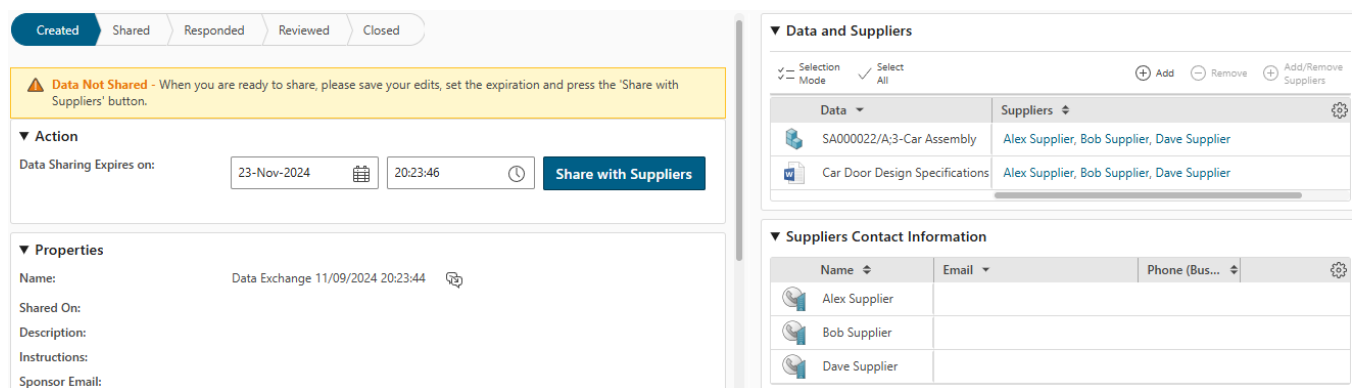 Created Shared Responded Reviewed Closed
Data Not Shared - When you are ready to share, please save your edits, set the expiration and press the 'Share with
Suppliers' button.
Action
Data Sharing Expires on: 23-Nov-2024 20:23:46 Share with Suppliers
Properties
Name: Data Exchange 11/09/2024 20:23:44
Shared On:
Description:
Instructions:
Sponsor Email:
Data and Suppliers
Selection
Mode
Select
All
Add
Remove
Add/Remove
Suppliers
Data Suppliers
SA000022/A;3-Car Assembly Alex Supplier, Bob Supplier, Dave Supplier
Car Door Design Specifications Alex Supplier, Bob Supplier, Dave Supplier
Suppliers Contact Information
Name Email Phone (Bus...
Alex Supplier
Bob Supplier
Dave Supplier